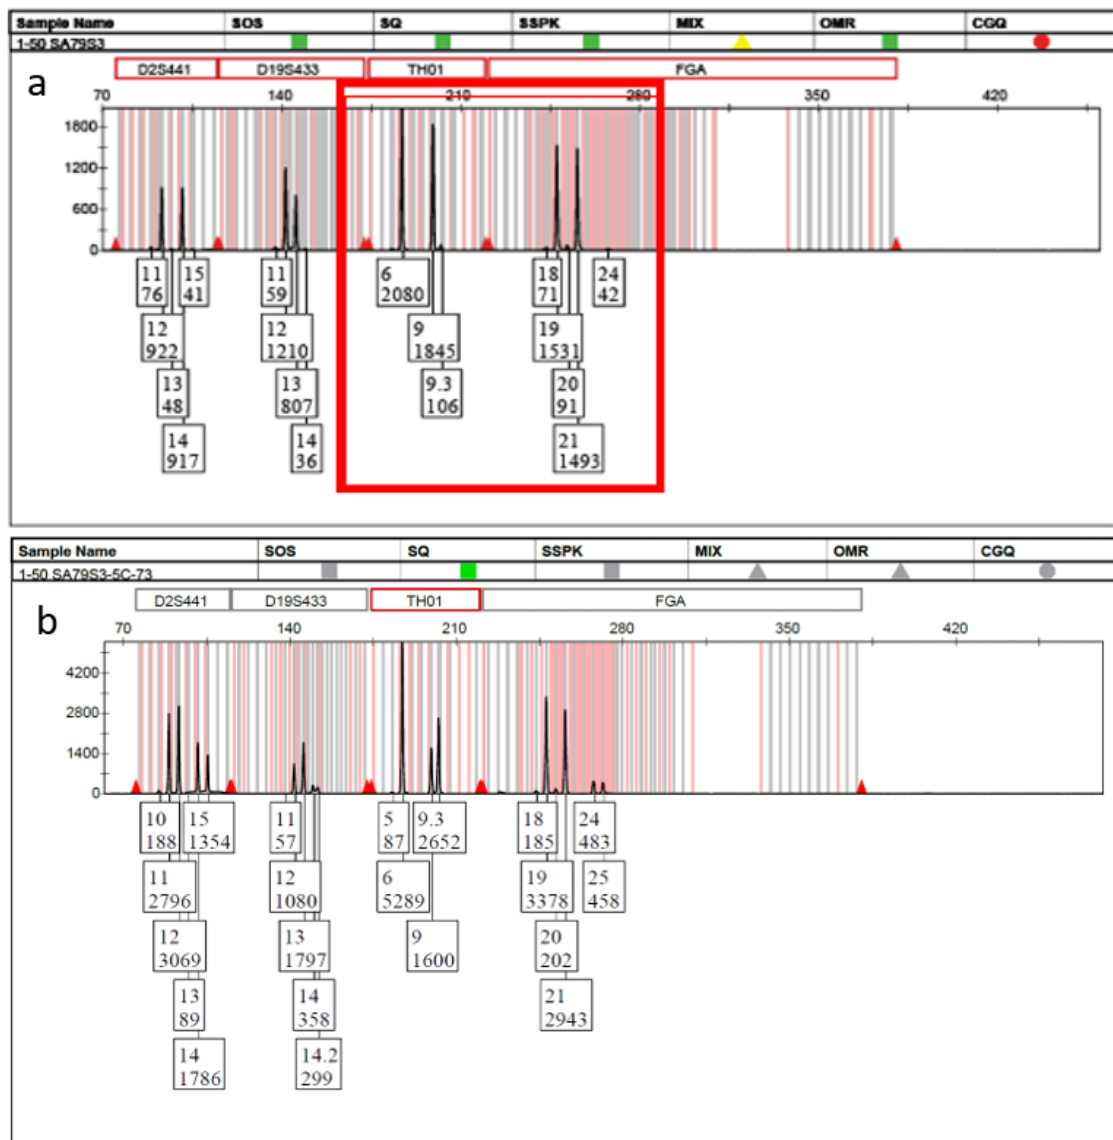 Sample Name SOS SQ SSPK MIX OMR CGQ
1-50 SA79S3
a
D2S441 D19S433 TH01 FGA
70 140 210 280 350 420
1800
1200
600
0
11 15 11 6 18 24
76 41 59 2080 71 42
12 12 9 19
922 1210 1845 1531
13 13 9.3 20
48 807 106 91
14 14 21
917 36 1493
Sample Name SOS SQ SSPK MIX OMR CGQ
1-50 SA79S3-5C-73
b
D2S441 D19S433 TH01 FGA
70 140 210 280 350 420
4200
2800
1400
0
10 15 11 5 9.3 18 24
188 1354 57 87 2652 185 483
11 12 6 19 25
2796 1080 5289 3378 458
12 13 9 20
3069 1797 1600 202
13 14 21
89 358 2943
14 14.2
1786 299